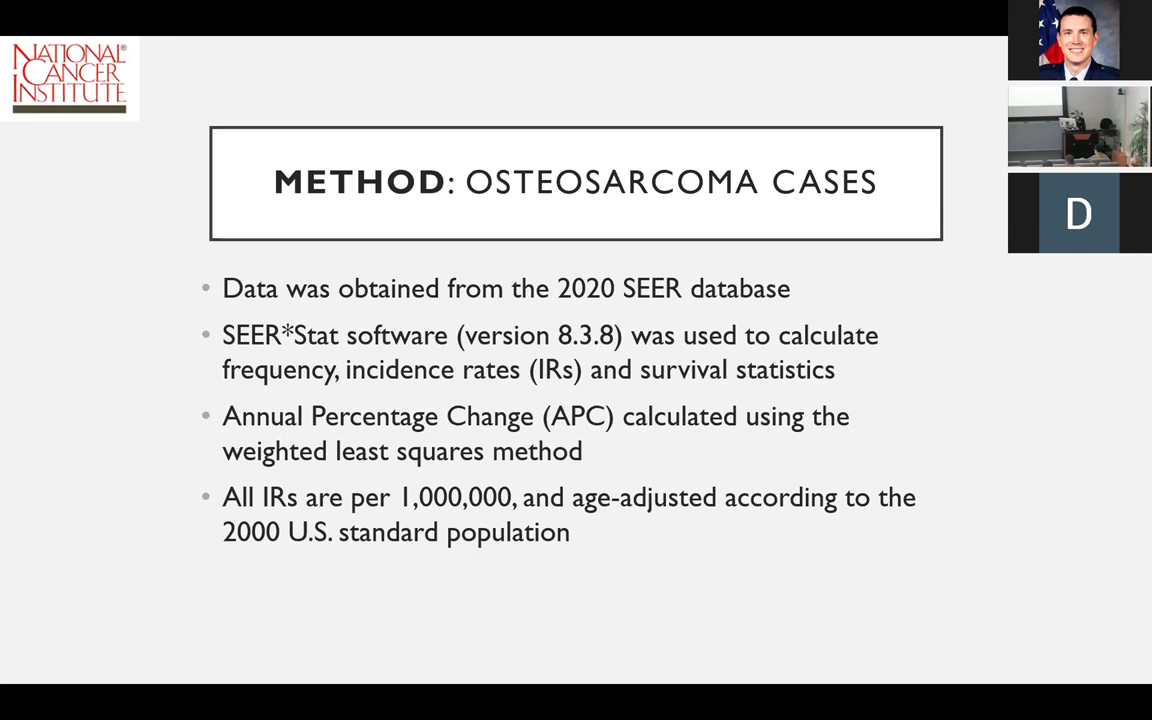 NATIONAL®
CANCER
INSTITUTE
METHOD: OSTEOSARCOMA CASES
• Data was obtained from the 2020 SEER database
• SEER*Stat software (version 8.3.8) was used to calculate
frequency, incidence rates (IRs) and survival statistics
• Annual Percentage Change (APC) calculated using the
weighted least squares method
• All IRs are per 1,000,000, and age-adjusted according to the
2000 U.S. standard population
D